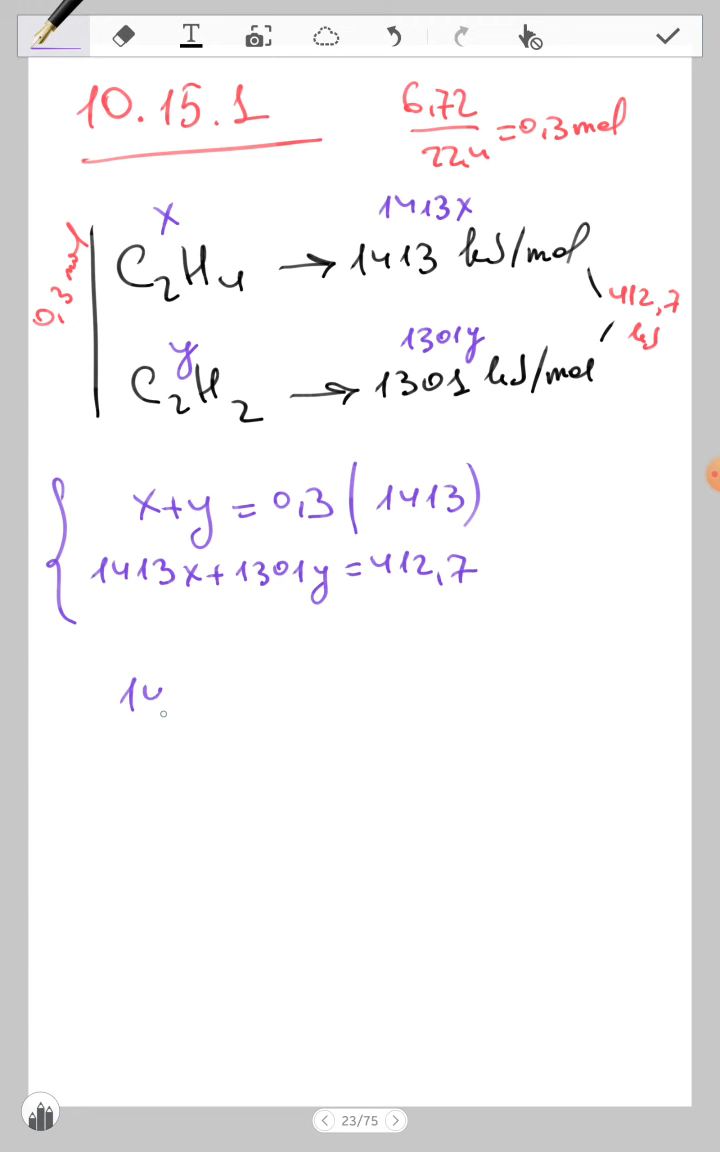 T
10.15.1
6,72
22,4
=0,3 mol
x
1413x
0,3 mol
C₂H₄ → 1413 kJ/mol
412,7
kJ
y
1301y
C₂H₂ → 1301 kJ/mol
x+y = 0,3 | 1413)
1413x+1301y=412,7
14
23/75